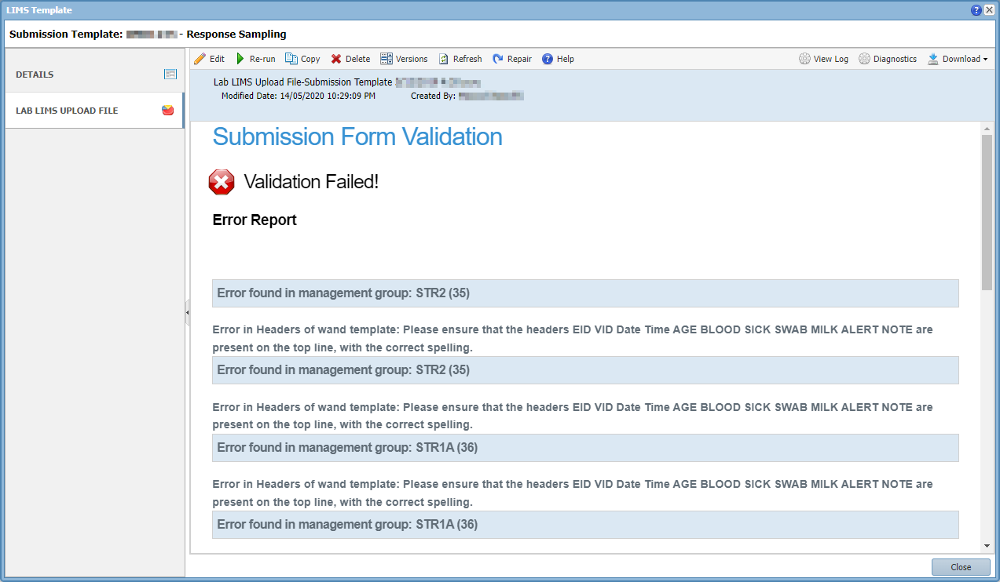 LIMS Template
Submission Template: - Response Sampling
DETAILS
LAB LIMS UPLOAD FILE
Edit Re-run Copy Delete Versions Refresh Repair Help View Log Diagnostics Download
Lab LIMS Upload File-Submission Template
Modified Date: 14/05/2020 10:29:09 PM Created By:
Submission Form Validation
Validation Failed!
Error Report
Error found in management group: STR2 (35)
Error in Headers of wand template: Please ensure that the headers EID VID Date Time AGE BLOOD SICK SWAB MILK ALERT NOTE are
present on the top line, with the correct spelling.
Error found in management group: STR2 (35)
Error in Headers of wand template: Please ensure that the headers EID VID Date Time AGE BLOOD SICK SWAB MILK ALERT NOTE are
present on the top line, with the correct spelling.
Error found in management group: STR1A (36)
Error in Headers of wand template: Please ensure that the headers EID VID Date Time AGE BLOOD SICK SWAB MILK ALERT NOTE are
present on the top line, with the correct spelling.
Error found in management group: STR1A (36)
Close